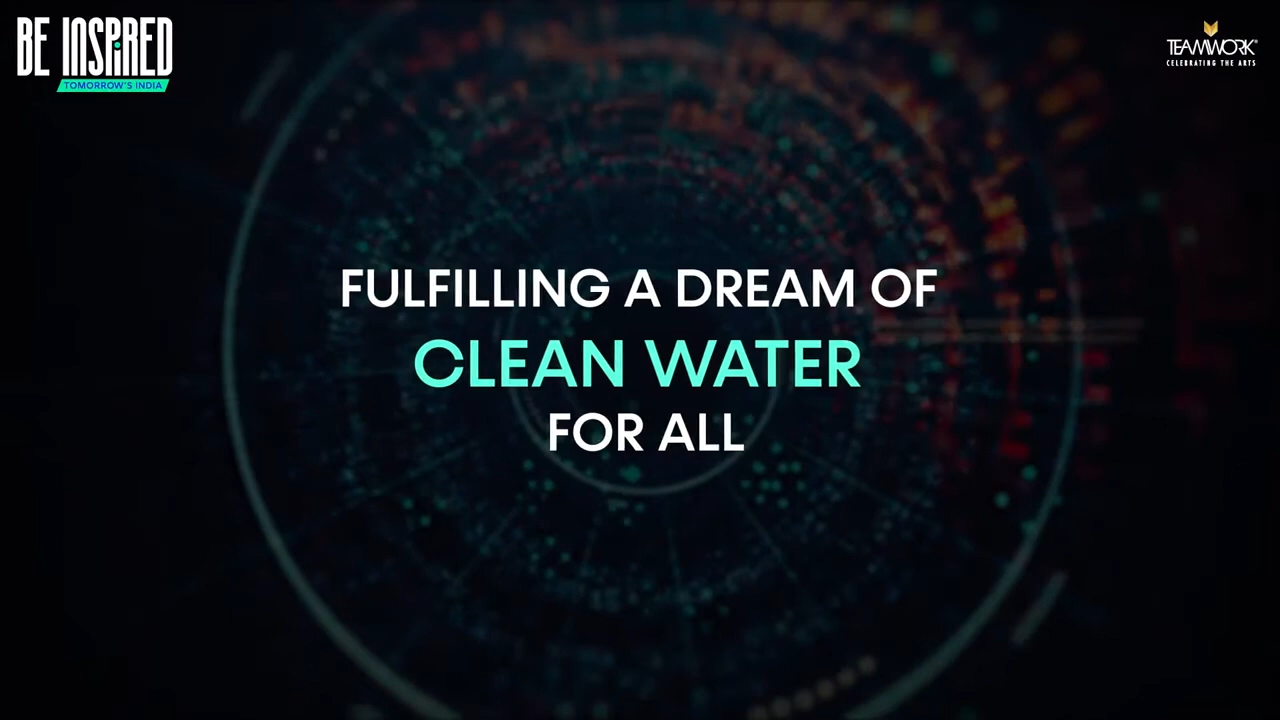 BE INSPIRED
TOMORROW'S INDIA
TEAMWORK®
CELEBRATING THE ARTS
FULFILLING A DREAM OF
CLEAN WATER
FOR ALL